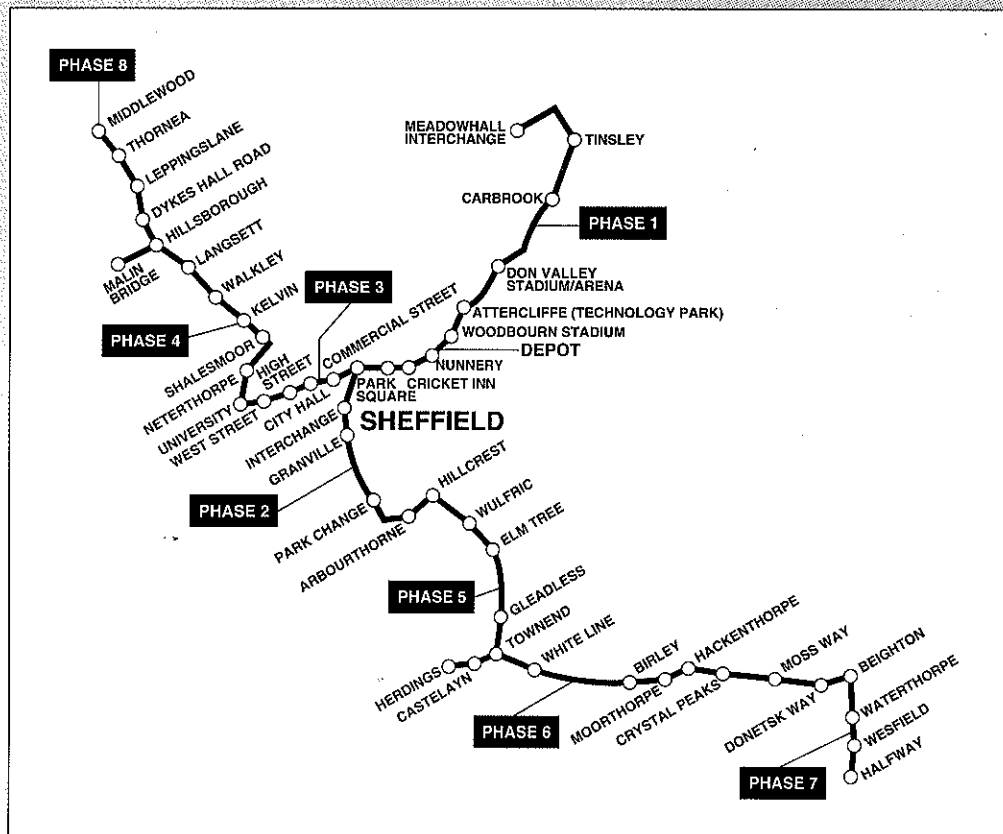 PHASE 8
MIDDLEWOOD
THORNEA
LEPPINGSLANE
DYKES HALL ROAD
HILLSBOROUGH
MALIN
BRIDGE
LANGSETT
WALKLEY
KELVIN
PHASE 4
SHALESMOOR
NETERTHORPE
UNIVERSITY
WEST STREET
HIGH
STREET
CITY HALL
PHASE 3
COMMERCIAL STREET
MEADOWHALL
INTERCHANGE
TINSLEY
CARBROOK
PHASE 1
DON VALLEY
STADIUM/ARENA
ATTERCLIFFE (TECHNOLOGY PARK)
WOODBOURN STADIUM
DEPOT
NUNNERY
CRICKET INN
PARK
SQUARE
SHEFFIELD
INTERCHANGE
GRANVILLE
PHASE 2
PARK CHANGE
ARBOURTHORNE
HILLCREST
WULFRIC
ELM TREE
PHASE 5
GLEADLESS
TOWNEND
HERDINGS
CASTELAYN
WHITE LINE
PHASE 6
BIRLEY
MOORTHORPE
HACKENTHORPE
CRYSTAL PEAKS
MOSS WAY
DONETSK WAY
BEIGHTON
WATERTHORPE
WESFIELD
HALFWAY
PHASE 7